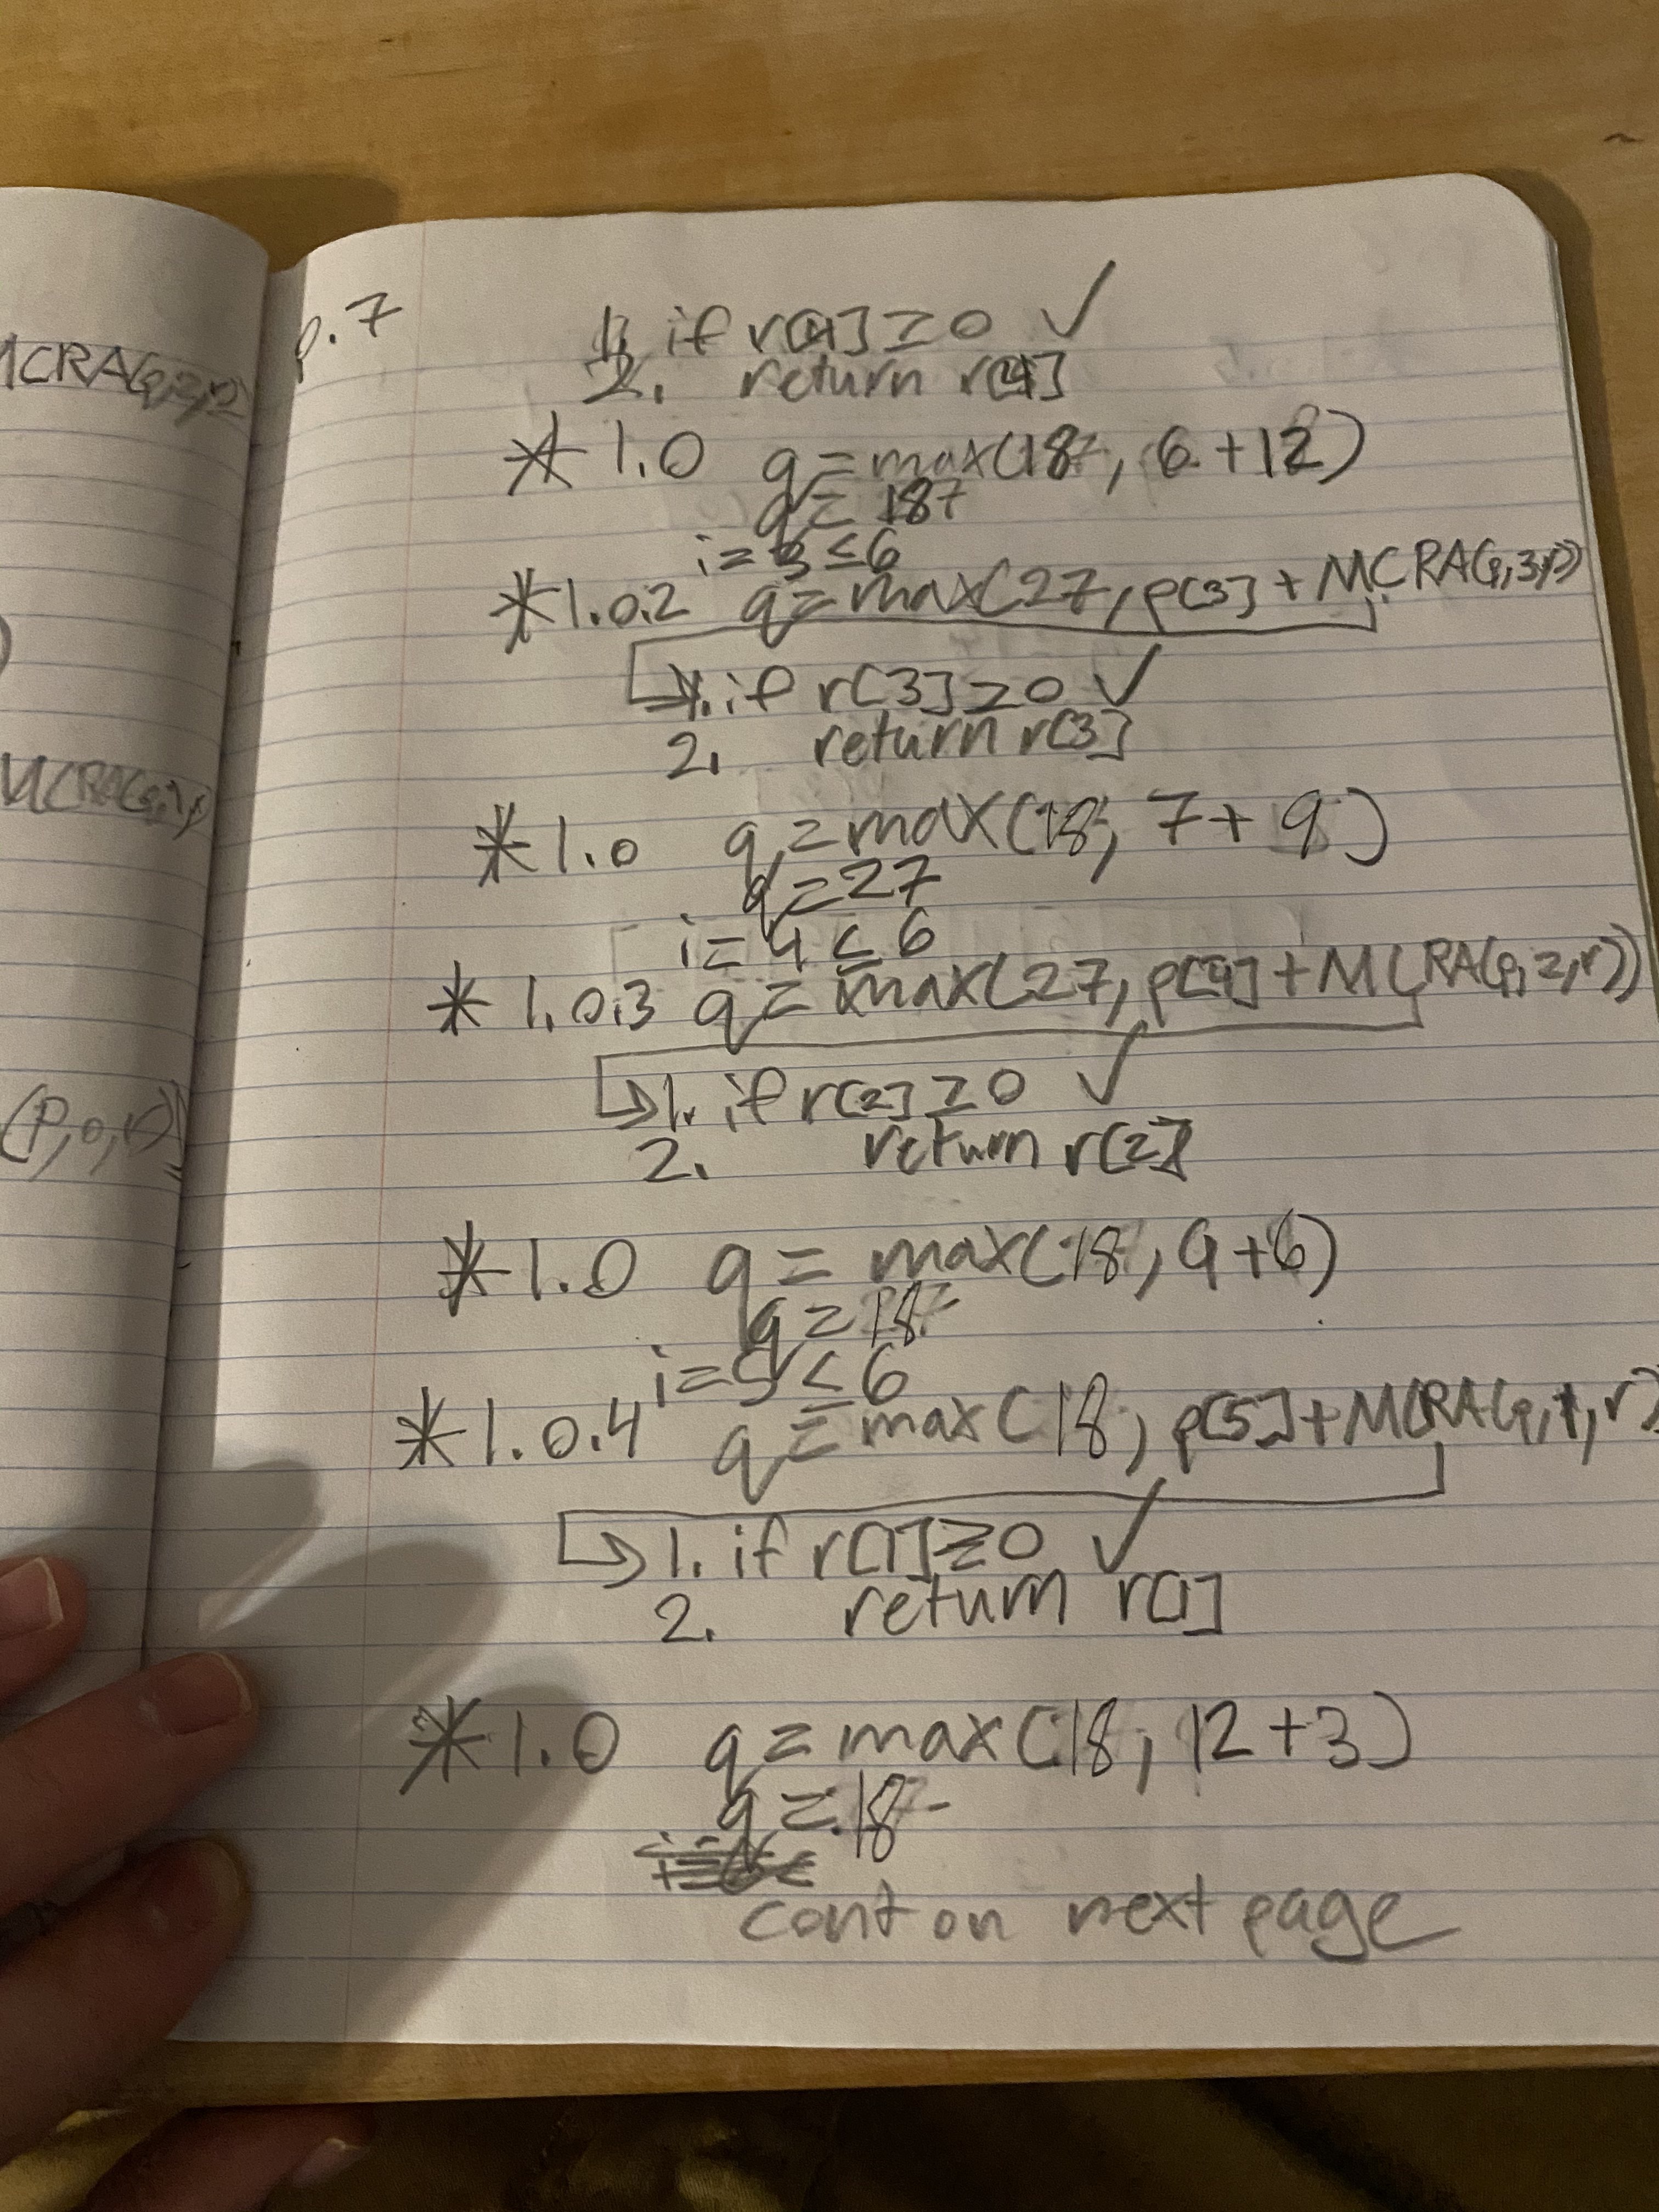 MCRA(p,2,r)
MCRA(p,1,r)
(p,0,r))
p.7
1. if r[4] ≥ 0 ✓
2. return r[4]
* 1.0 q = max(18, 6 + 12)
q = 18
i = 3 ≤ 6
* 1.0.2 q = max(27, p[3] + MCRA(p,3,r))
↳ 1. if r[3] ≥ 0 ✓
2. return r[3]
* 1.0 q = max(18, 7 + 9)
q = 27
i = 4 ≤ 6
* 1.0.3 q = max(27, p[4] + MCRA(p,2,r))
↳ 1. if r[2] ≥ 0 ✓
2. return r[2]
* 1.0 q = max(18, 9 + 6)
q = 18
i = 5 ≤ 6
* 1.0.4 q = max(18, p[5] + MCRA(p,1,r)
↳ 1. if r[1] ≥ 0 ✓
2. return r[1]
* 1.0 q = max(18, 12 + 3)
q = 18
cont on next page